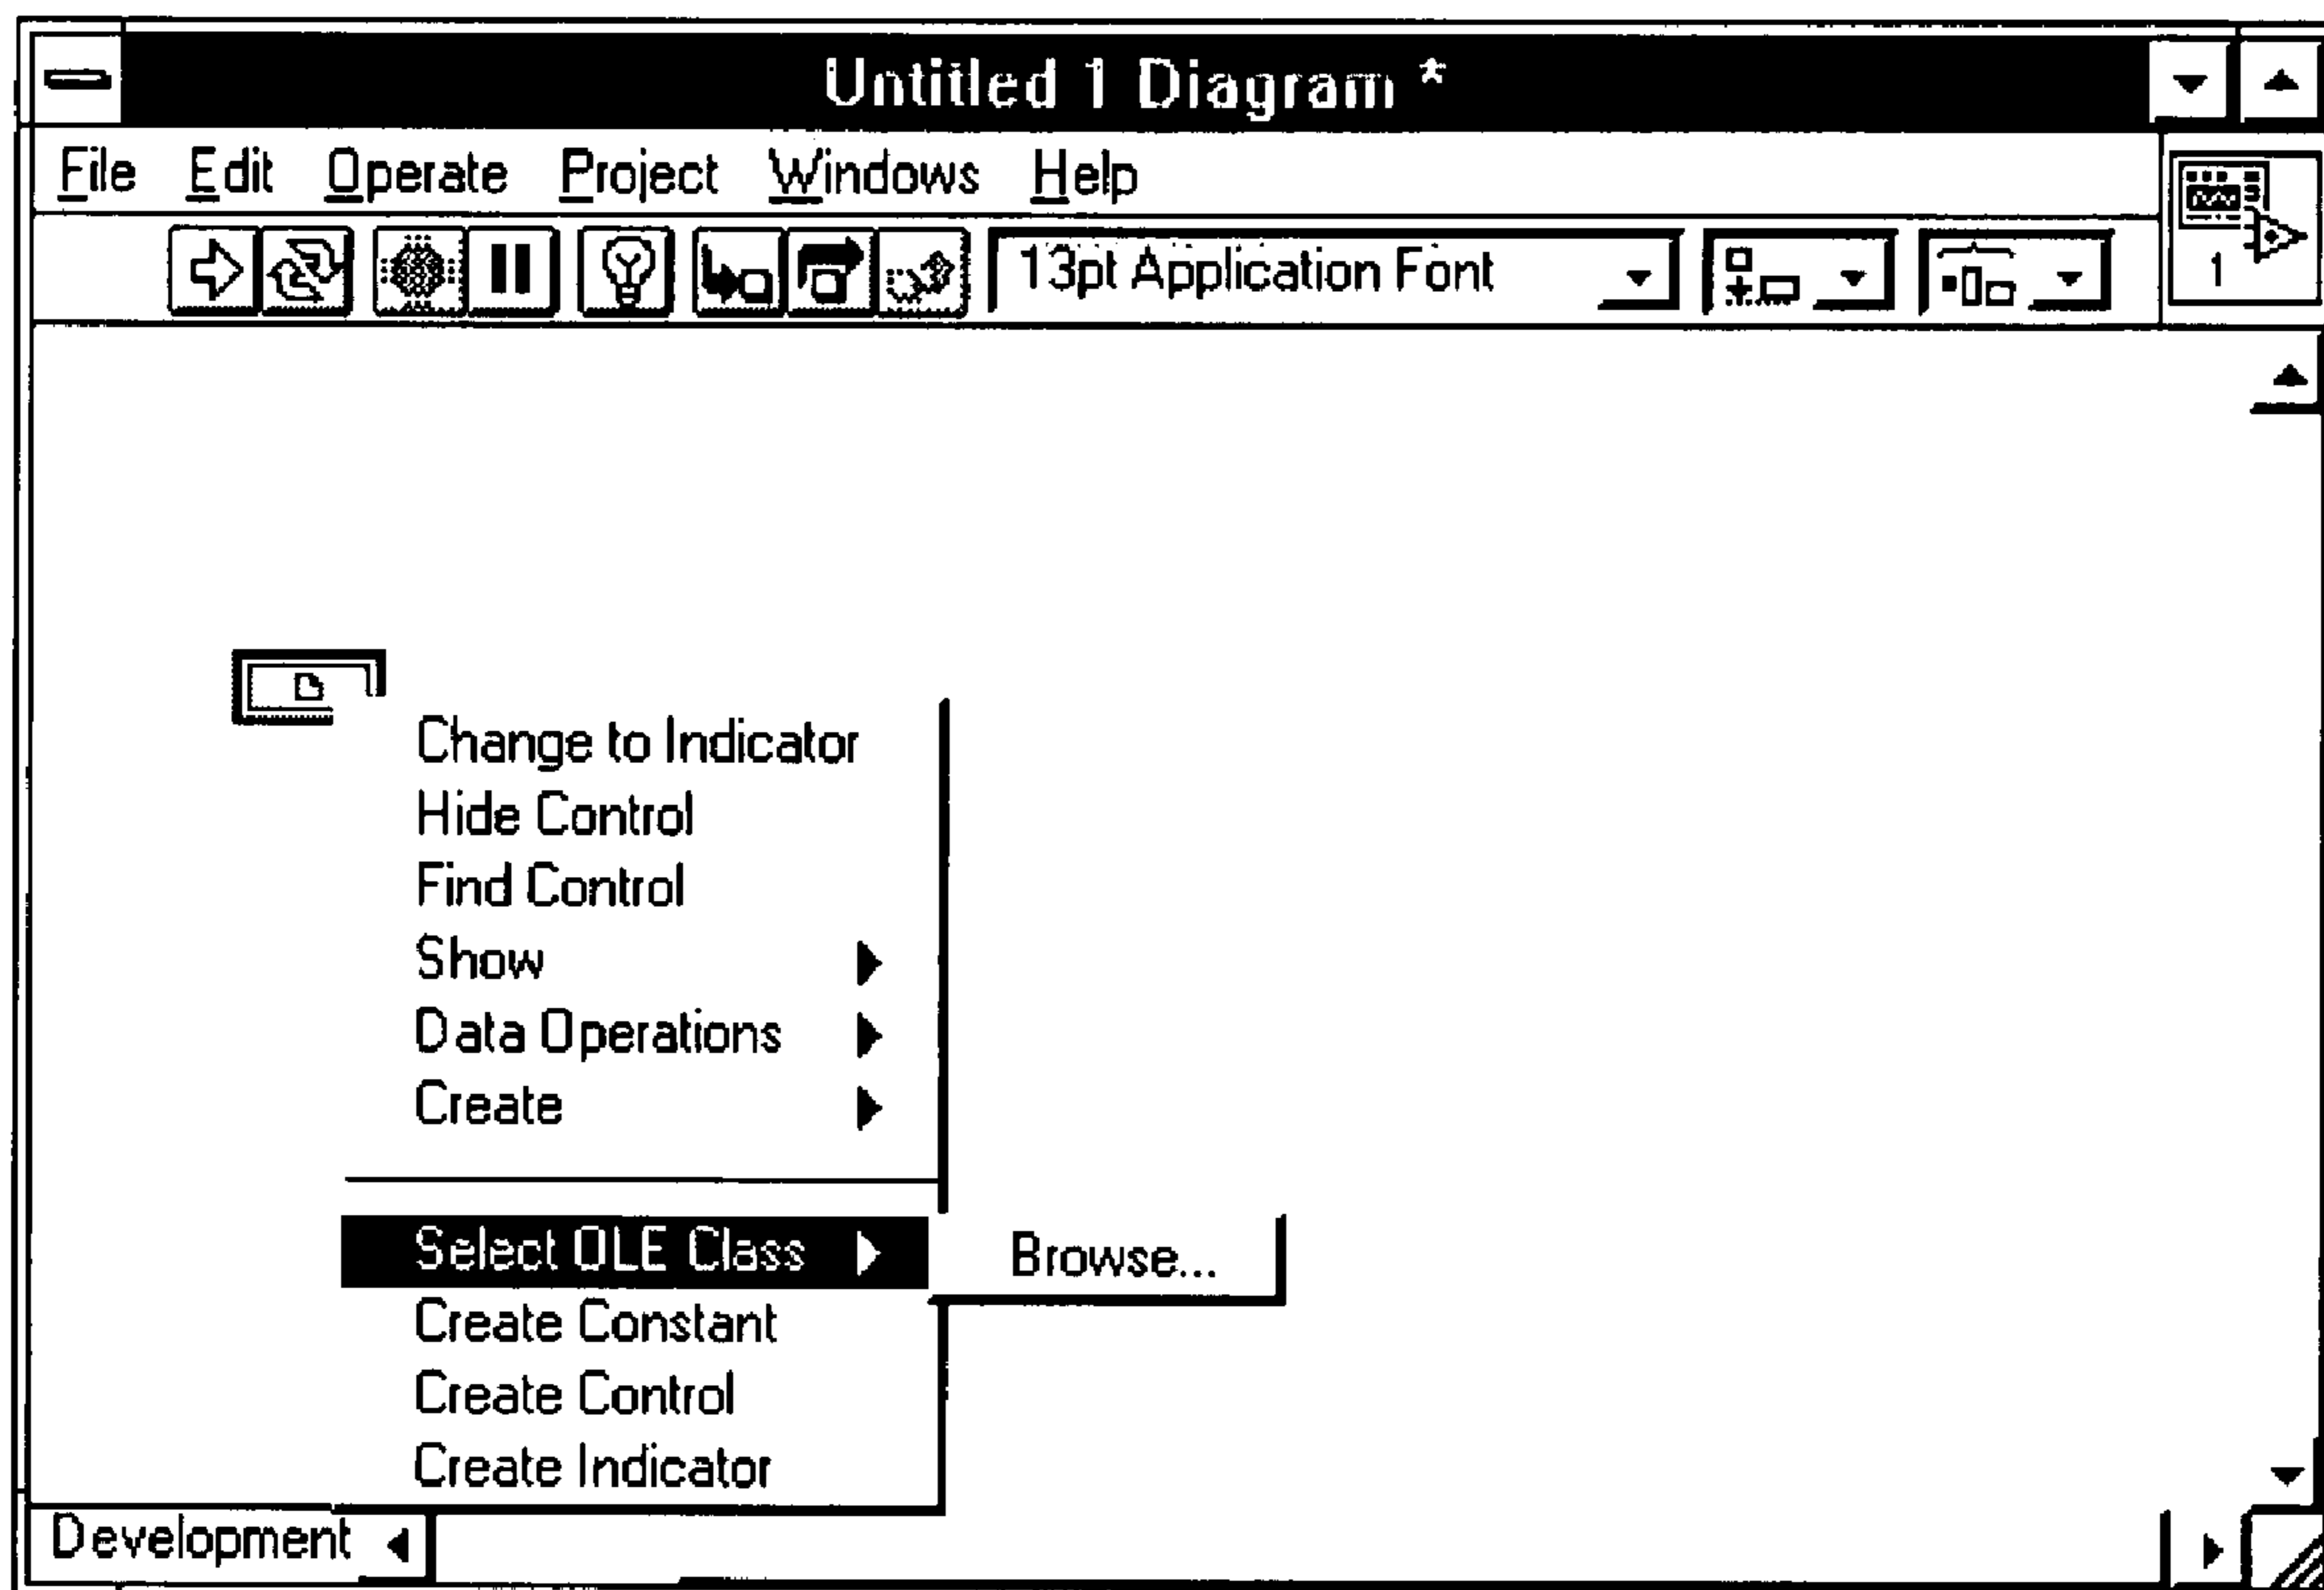 Untitled 1 Diagram *
File Edit Operate Project Windows Help
13pt Application Font
1
Change to Indicator
Hide Control
Find Control
Show
Data Operations
Create
Select OLE Class
Browse...
Create Constant
Create Control
Create Indicator
Development